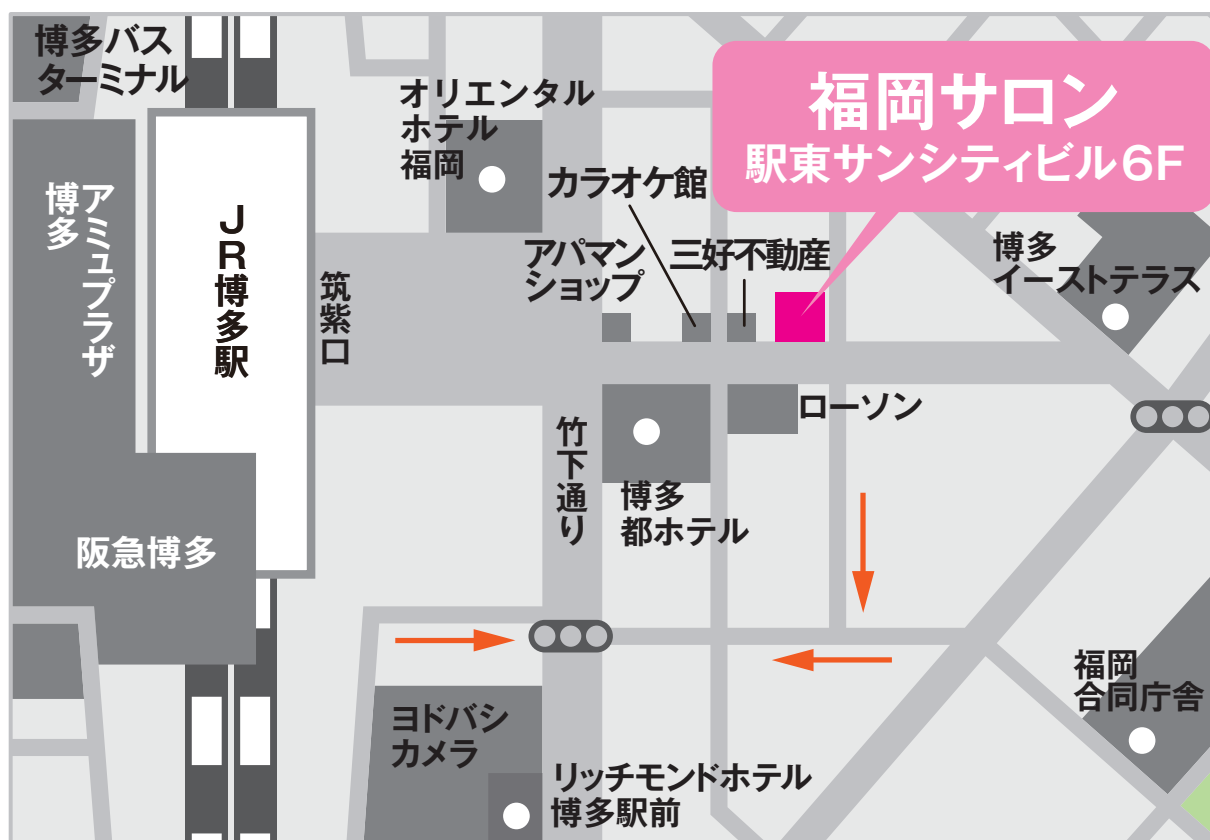 博多バス
ターミナル
オリエンタル
ホテル
福岡
福岡サロン
駅東サンシティビル6F
カラオケ館
アミュプラザ
博多
JR博多駅
筑紫口
アパマン
ショップ
三好不動産
博多
イーストテラス
ローソン
竹下通り
博多
都ホテル
阪急博多
福岡
合同庁舎
ヨドバシ
カメラ
リッチモンドホテル
博多駅前